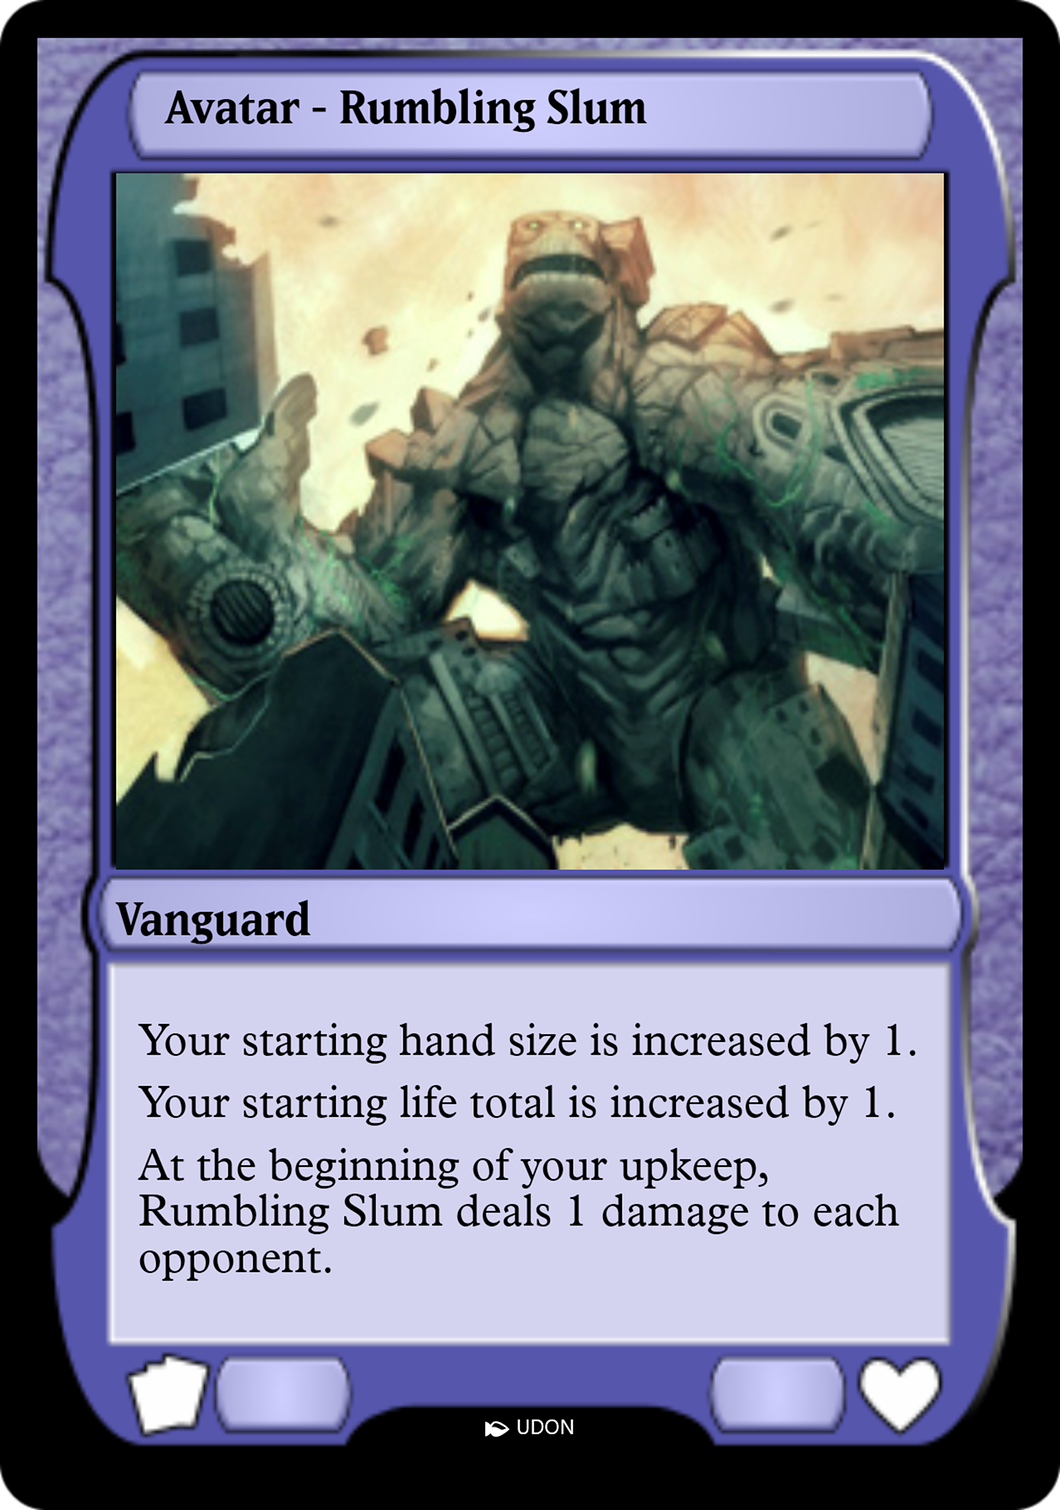 Avatar - Rumbling Slum
Vanguard
Your starting hand size is increased by 1.
Your starting life total is increased by 1.
At the beginning of your upkeep,
Rumbling Slum deals 1 damage to each
opponent.
UDON